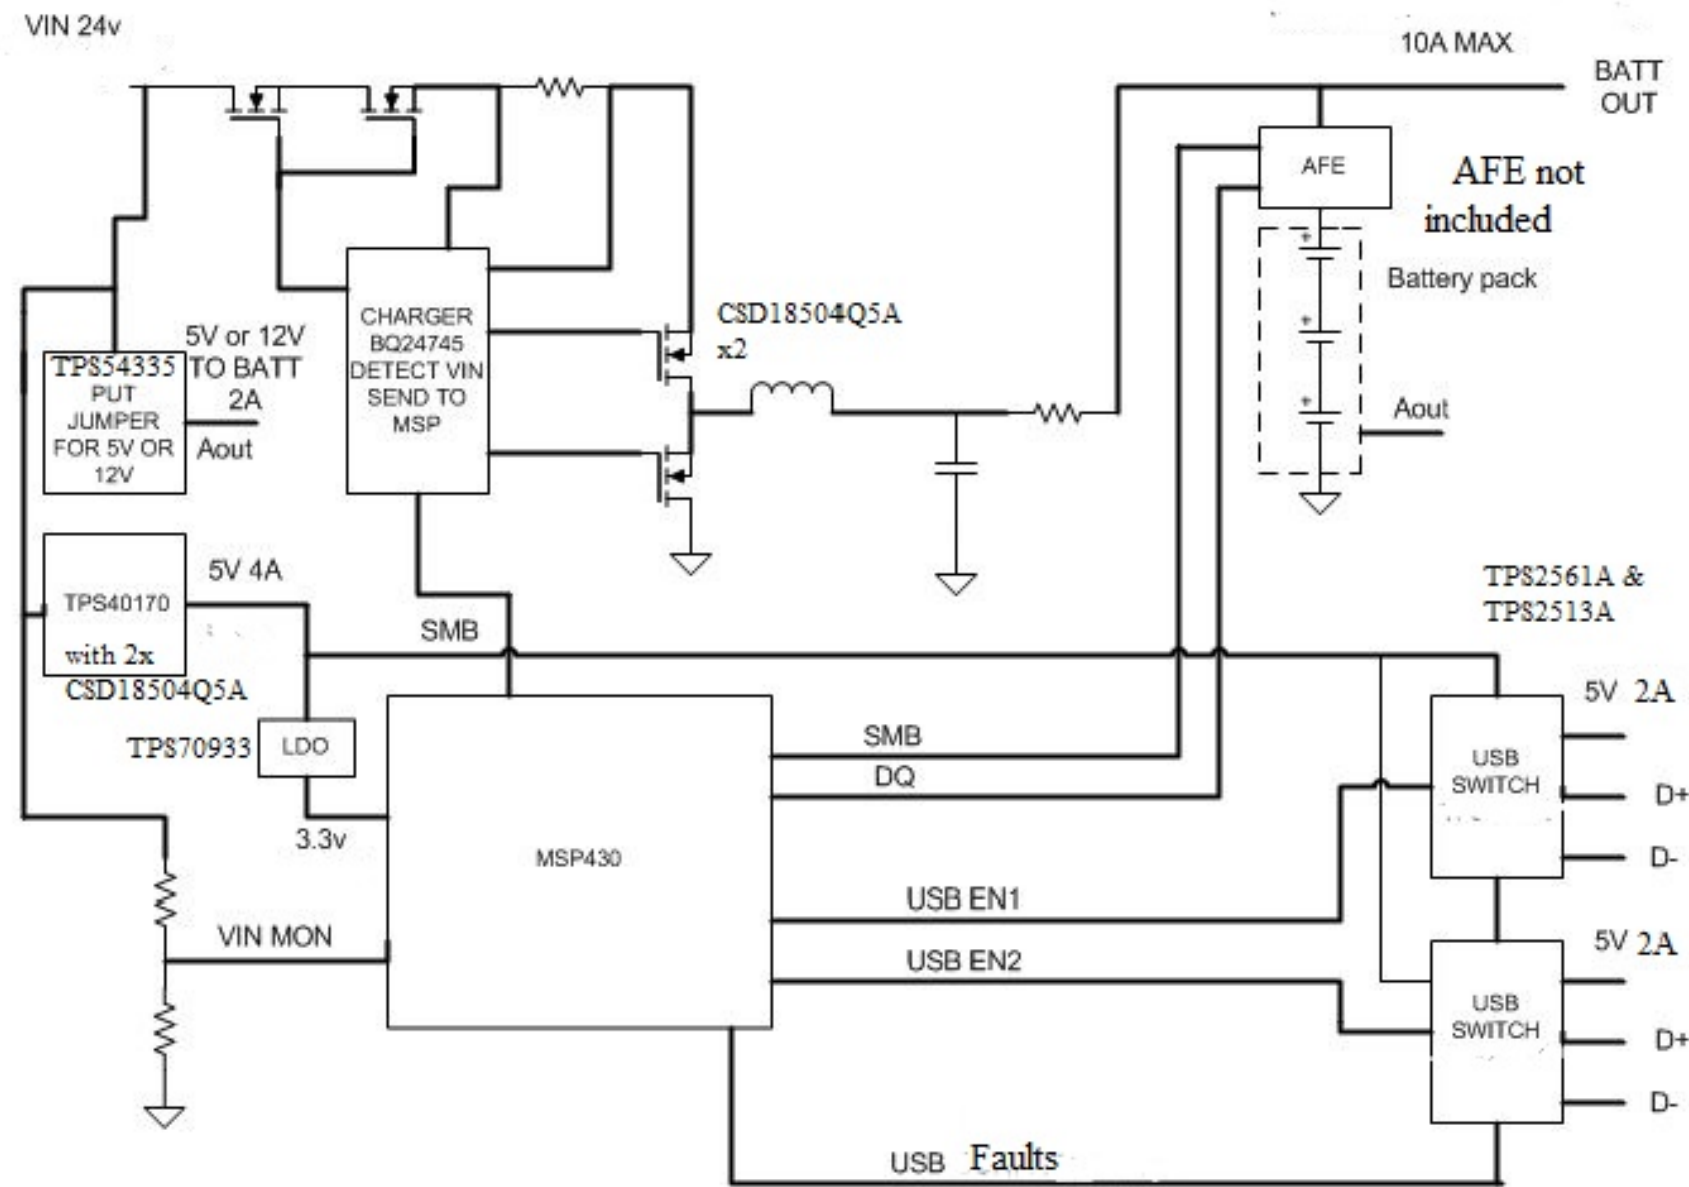 VIN 24v
10A MAX
BATT
OUT
AFE
AFE not
included
Battery pack
Aout
CHARGER
BQ24745
DETECT VIN
SEND TO
MSP
CSD18504Q5A
x2
5V or 12V
TO BATT
2A
Aout
TPS54335
PUT
JUMPER
FOR 5V OR
12V
TPS40170
with 2x
CSD18504Q5A
5V 4A
SMB
TPS2561A &
TPS2513A
TPS70933
LDO
3.3v
MSP430
SMB
DQ
5V 2A
USB
SWITCH
D+
D-
VIN MON
USB EN1
USB EN2
5V 2A
USB
SWITCH
D+
D-
USB Faults